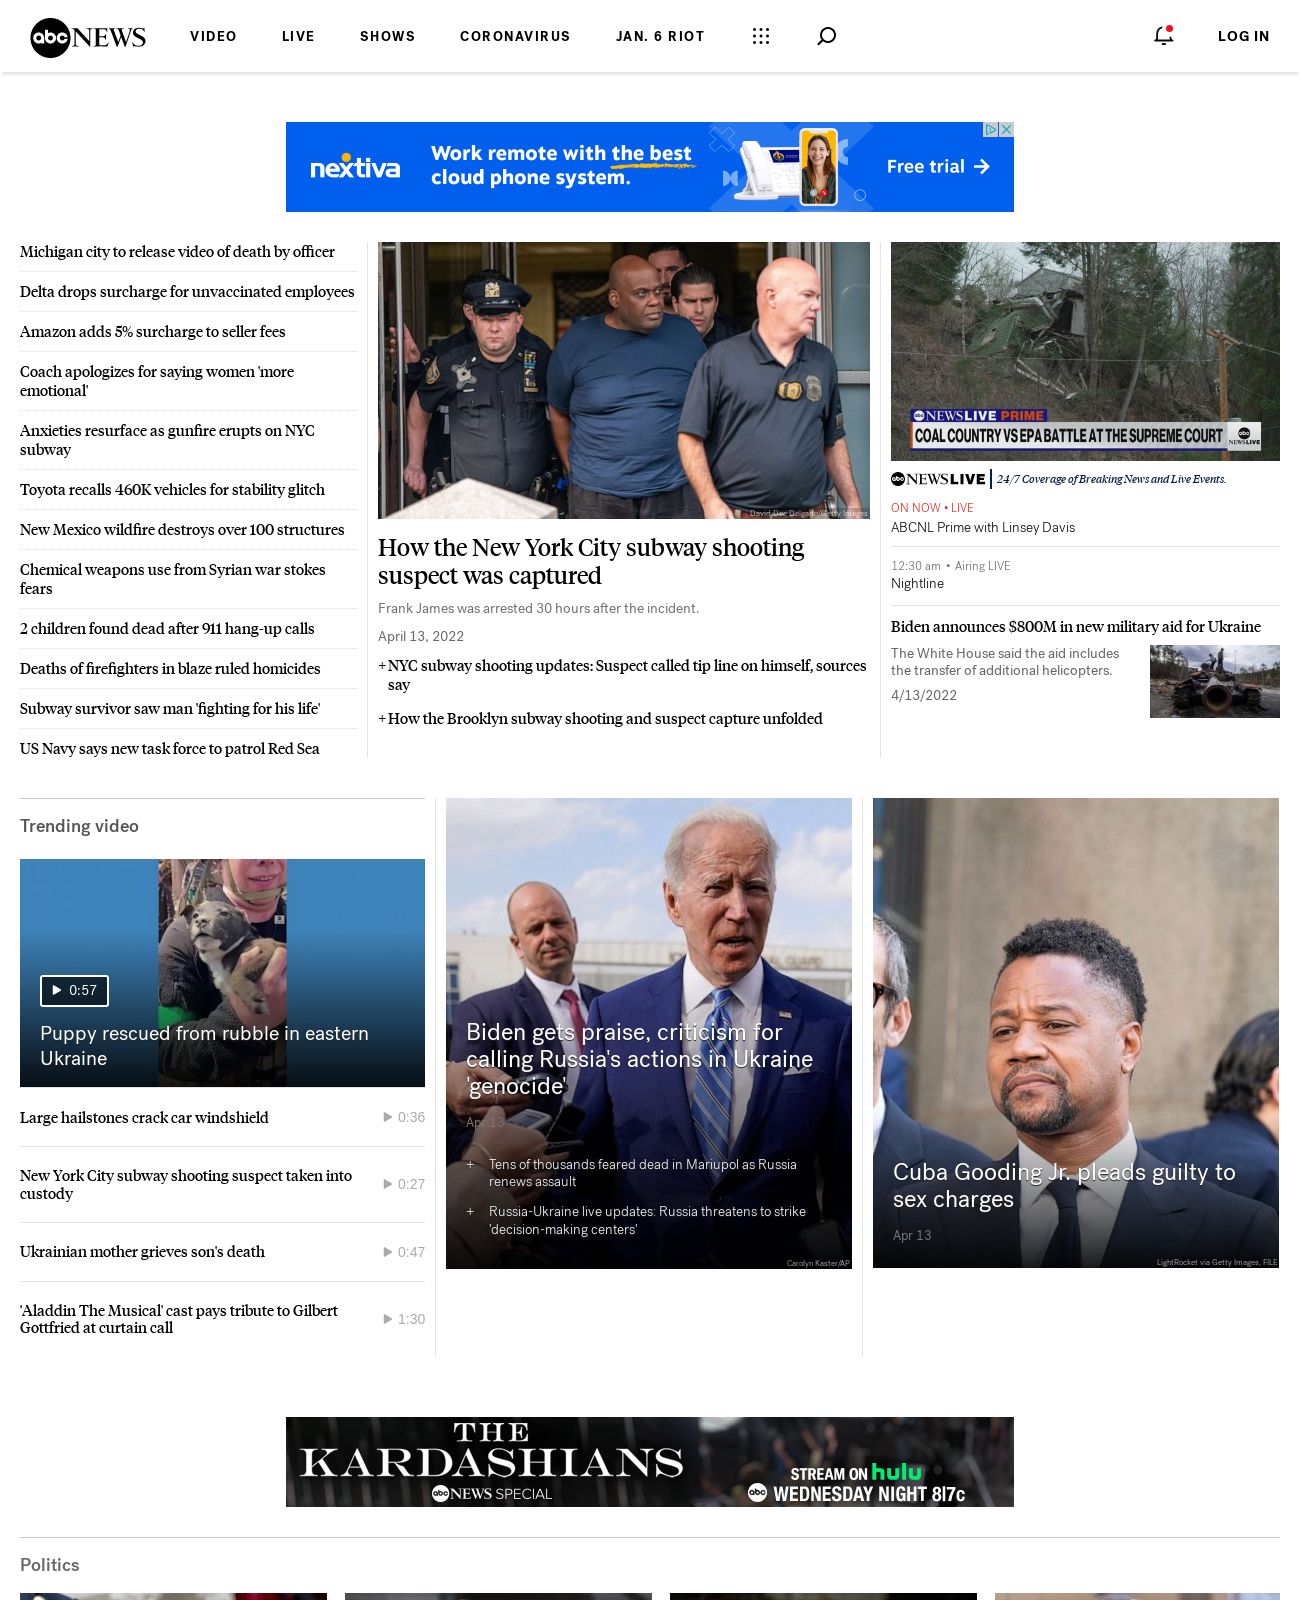 abc NEWS
VIDEO
LIVE
SHOWS
CORONAVIRUS
JAN. 6 RIOT
LOG IN
nextiva
Work remote with the best
cloud phone system.
Free trial →
Michigan city to release video of death by officer
Delta drops surcharge for unvaccinated employees
Amazon adds 5% surcharge to seller fees
Coach apologizes for saying women 'more
emotional'
Anxieties resurface as gunfire erupts on NYC
subway
Toyota recalls 460K vehicles for stability glitch
New Mexico wildfire destroys over 100 structures
Chemical weapons use from Syrian war stokes
fears
2 children found dead after 911 hang-up calls
Deaths of firefighters in blaze ruled homicides
Subway survivor saw man 'fighting for his life'
US Navy says new task force to patrol Red Sea
David Dee Delgado/Getty Images
How the New York City subway shooting
suspect was captured
Frank James was arrested 30 hours after the incident.
April 13, 2022
+ NYC subway shooting updates: Suspect called tip line on himself, sources
say
+ How the Brooklyn subway shooting and suspect capture unfolded
abc NEWS LIVE PRIME
COAL COUNTRY VS EPA BATTLE AT THE SUPREME COURT
abc
NEWS LIVE
abc NEWS LIVE
24/7 Coverage of Breaking News and Live Events.
ON NOW • LIVE
ABCNL Prime with Linsey Davis
12:30 am • Airing LIVE
Nightline
Biden announces $800M in new military aid for Ukraine
The White House said the aid includes
the transfer of additional helicopters.
4/13/2022
Trending video
0:57
Puppy rescued from rubble in eastern
Ukraine
Large hailstones crack car windshield
0:36
New York City subway shooting suspect taken into
custody
0:27
Ukrainian mother grieves son's death
0:47
'Aladdin The Musical' cast pays tribute to Gilbert
Gottfried at curtain call
1:30
Biden gets praise, criticism for
calling Russia's actions in Ukraine
'genocide'
Apr 13
+ Tens of thousands feared dead in Mariupol as Russia
renews assault
+ Russia-Ukraine live updates: Russia threatens to strike
'decision-making centers'
Carolyn Kaster/AP
Cuba Gooding Jr. pleads guilty to
sex charges
Apr 13
LightRocket via Getty Images, FILE
THE
KARDASHIANS
abc NEWS SPECIAL
STREAM ON hulu
abc WEDNESDAY NIGHT 8|7c
Politics